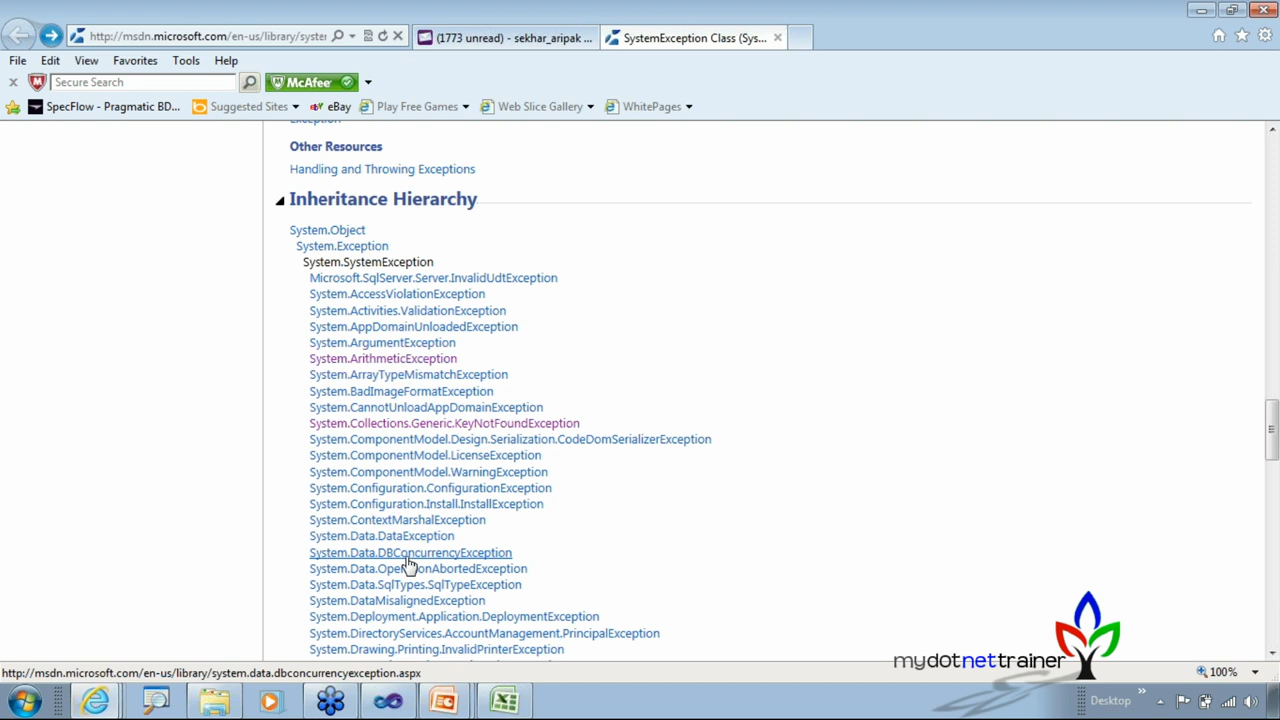 http://msdn.microsoft.com/en-us/library/syster
(1773 unread) - sekhar_aripak ...
SystemException Class (Sys...
File Edit View Favorites Tools Help
Secure Search
McAfee
SpecFlow - Pragmatic BD...
Suggested Sites
eBay
Play Free Games
Web Slice Gallery
WhitePages
Exception
Other Resources
Handling and Throwing Exceptions
Inheritance Hierarchy
System.Object
System.Exception
System.SystemException
Microsoft.SqlServer.Server.InvalidUdtException
System.AccessViolationException
System.Activities.ValidationException
System.AppDomainUnloadedException
System.ArgumentException
System.ArithmeticException
System.ArrayTypeMismatchException
System.BadImageFormatException
System.CannotUnloadAppDomainException
System.Collections.Generic.KeyNotFoundException
System.ComponentModel.Design.Serialization.CodeDomSerializerException
System.ComponentModel.LicenseException
System.ComponentModel.WarningException
System.Configuration.ConfigurationException
System.Configuration.Install.InstallException
System.ContextMarshalException
System.Data.DataException
System.Data.DBConcurrencyException
System.Data.OperationAbortedException
System.Data.SqlTypes.SqlTypeException
System.DataMisalignedException
System.Deployment.Application.DeploymentException
System.DirectoryServices.AccountManagement.PrincipalException
System.Drawing.Printing.InvalidPrinterException
mydotnettrainer
http://msdn.microsoft.com/en-us/library/system.data.dbconcurrencyexception.aspx
100%
Desktop